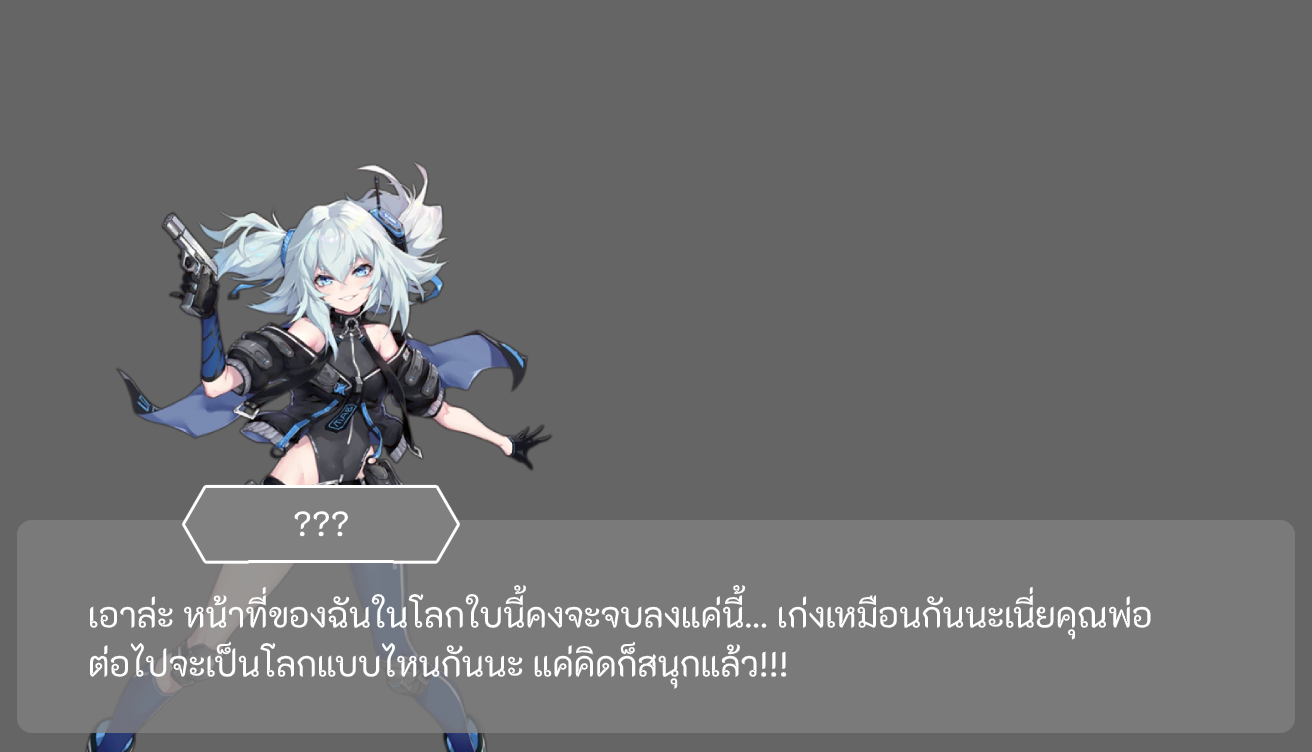 ???
เอาล่ะ หน้าที่ของฉันในโลกใบนี้คงจะจบลงแค่นี้... เก่งเหมือนกันนะเนี่ยคุณพ่อ
ต่อไปจะเป็นโลกแบบไหนกันนะ แค่คิดก็สนุกแล้ว!!!